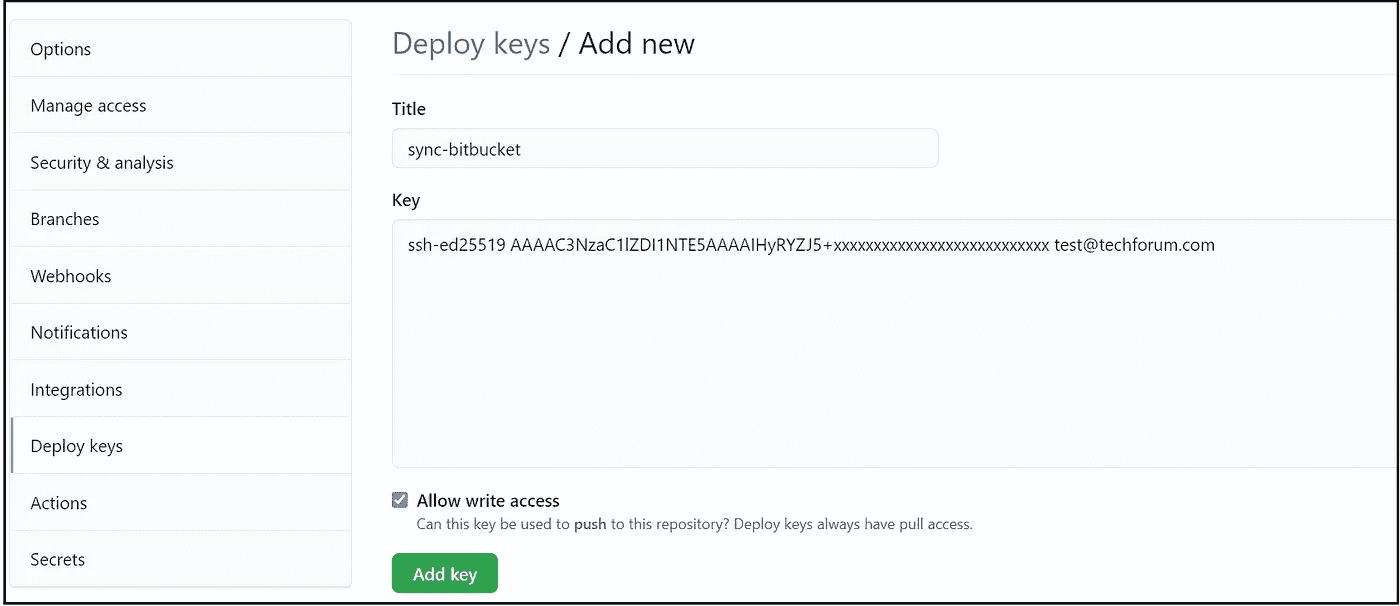 Options
Manage access
Security & analysis
Branches
Webhooks
Notifications
Integrations
Deploy keys
Actions
Secrets
Deploy keys / Add new
Title
sync-bitbucket
Key
ssh-ed25519 AAAAC3NzaC1lZDI1NTE5AAAAIHyRYZJ5+xxxxxxxxxxxxxxxxxxxxxxxxxxx test@techforum.com
Allow write access
Can this key be used to push to this repository? Deploy keys always have pull access.
Add key